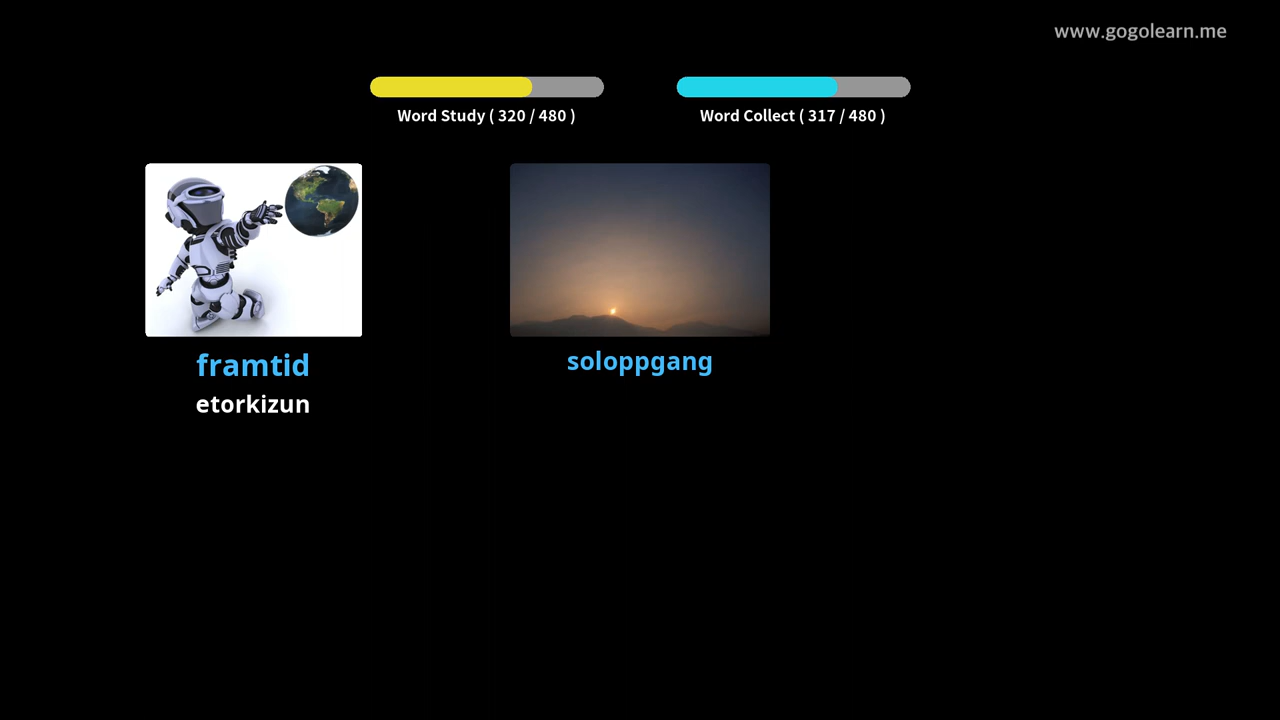 www.gogolearn.me
Word Study ( 320 / 480 )
Word Collect ( 317 / 480 )
framtid
etorkizun
soloppgang